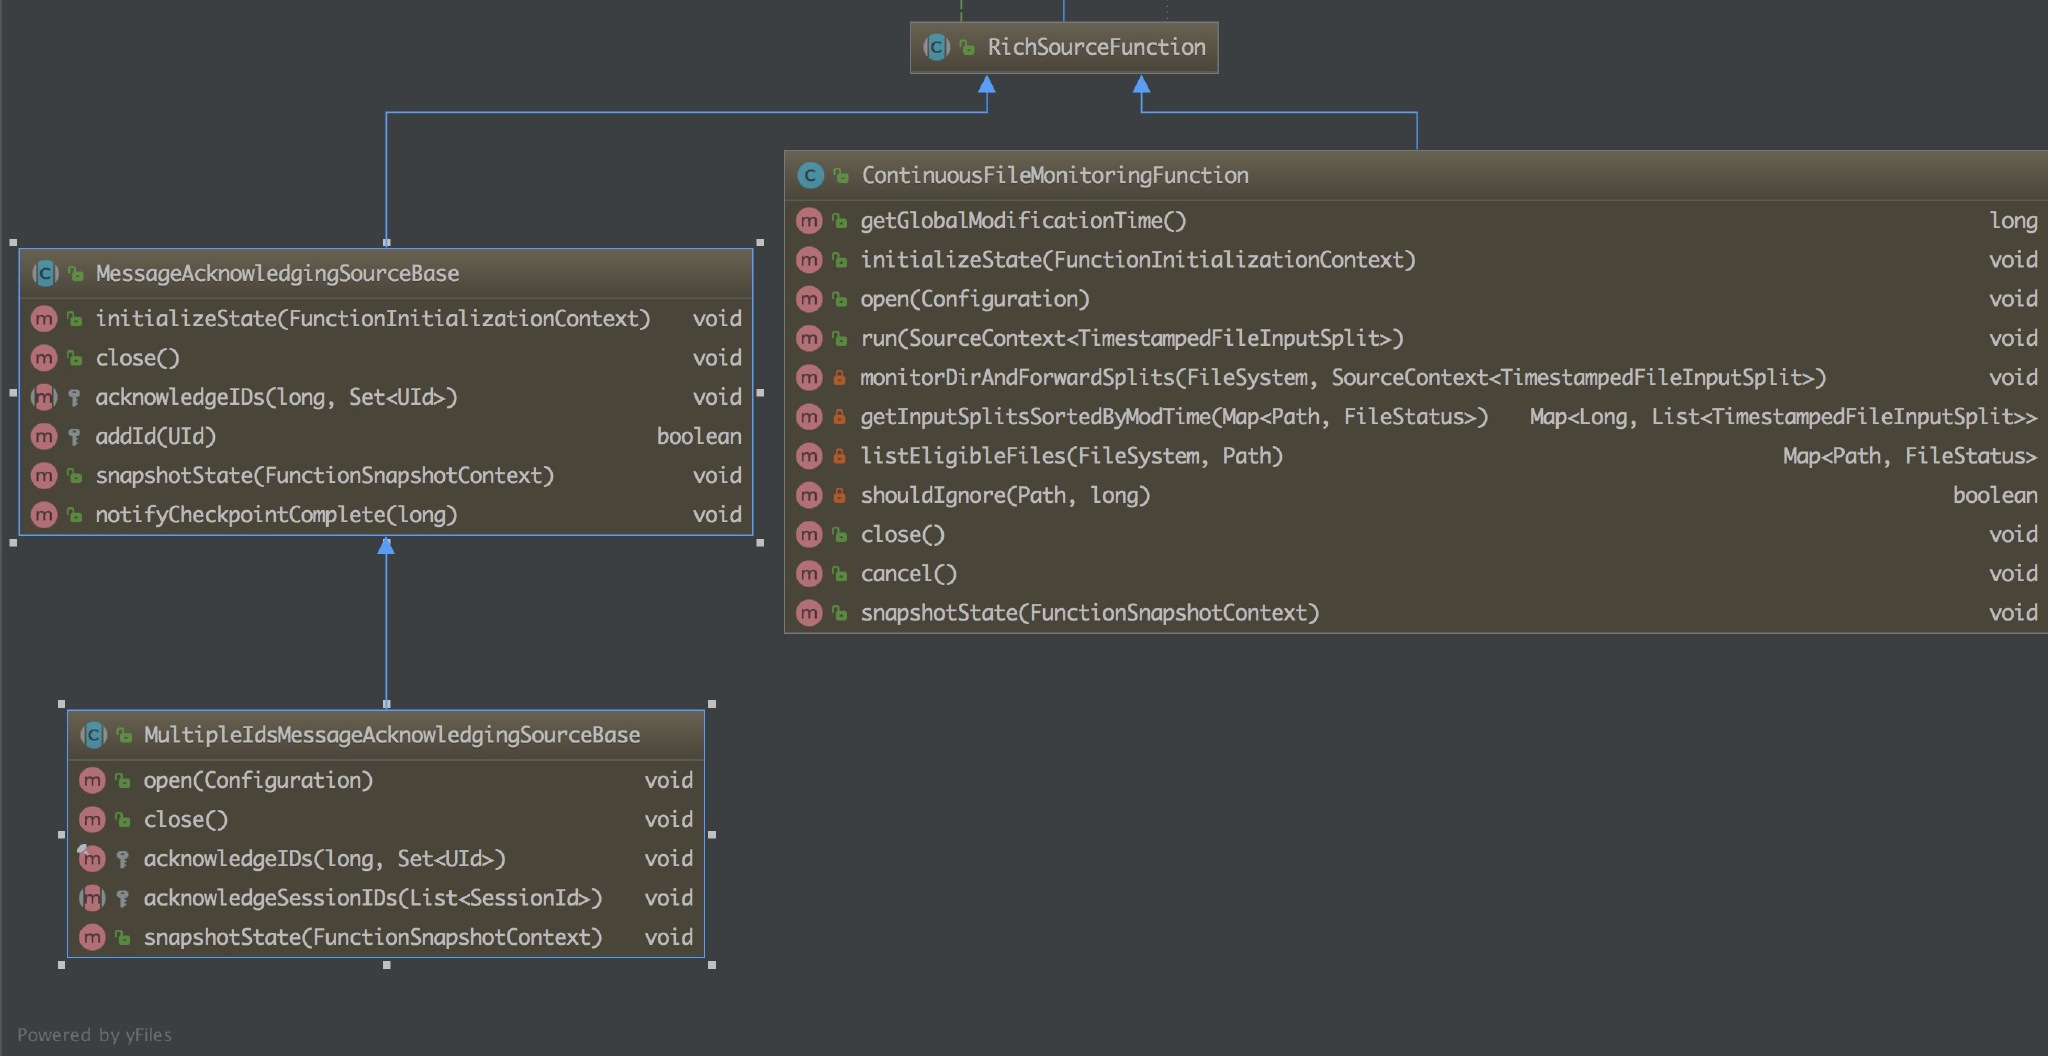 RichSourceFunction
ContinuousFileMonitoringFunction
getGlobalModificationTime() long
initializeState(FunctionInitializationContext) void
open(Configuration) void
run(SourceContext<TimestampedFileInputSplit>) void
monitorDirAndForwardSplits(FileSystem, SourceContext<TimestampedFileInputSplit>) void
getInputSplitsSortedByModTime(Map<Path, FileStatus>) Map<Long, List<TimestampedFileInputSplit>>
listEligibleFiles(FileSystem, Path) Map<Path, FileStatus>
shouldIgnore(Path, long) boolean
close() void
cancel() void
snapshotState(FunctionSnapshotContext) void
MessageAcknowledgingSourceBase
initializeState(FunctionInitializationContext) void
close() void
acknowledgeIDs(long, Set<UId>) void
addId(UId) boolean
snapshotState(FunctionSnapshotContext) void
notifyCheckpointComplete(long) void
MultipleIdsMessageAcknowledgingSourceBase
open(Configuration) void
close() void
acknowledgeIDs(long, Set<UId>) void
acknowledgeSessionIDs(List<SessionId>) void
snapshotState(FunctionSnapshotContext) void
Powered by yFiles